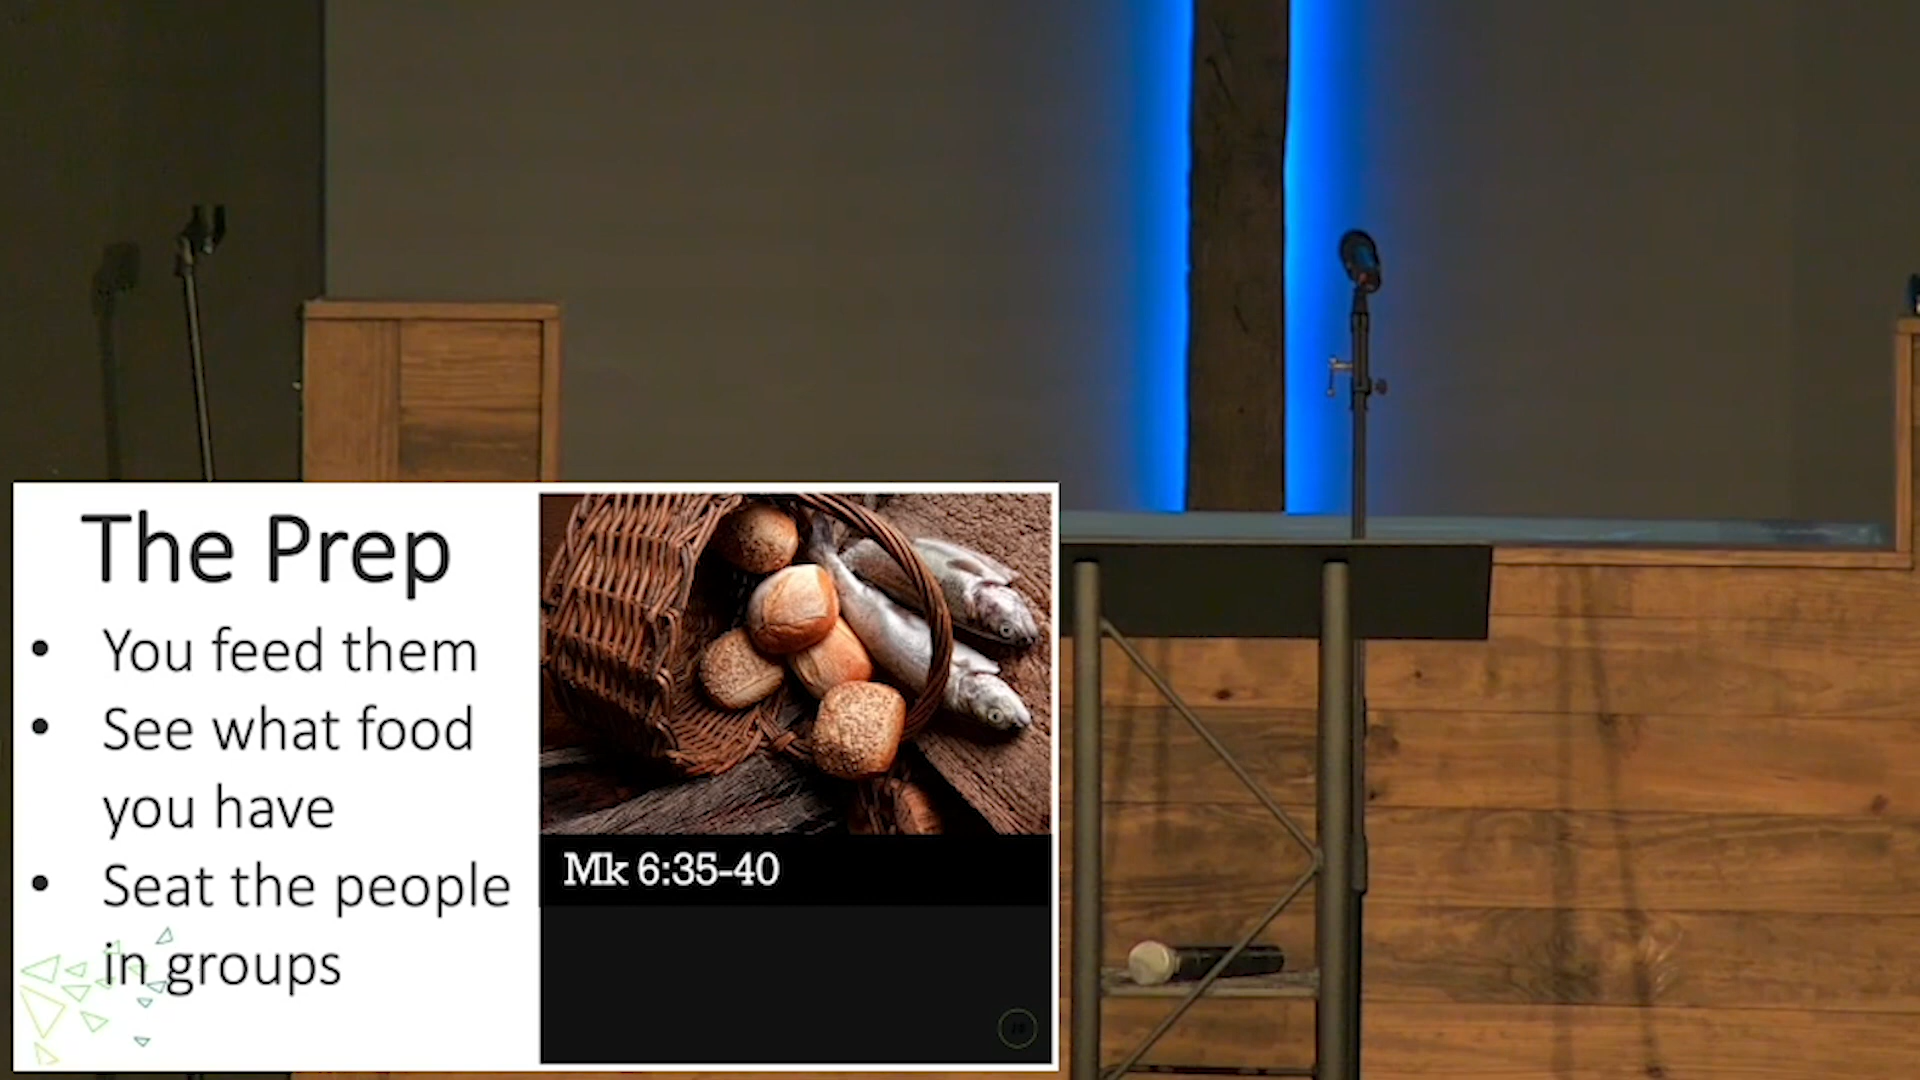 The Prep
• You feed them
• See what food
you have
• Seat the people
in groups
Mk 6:35-40